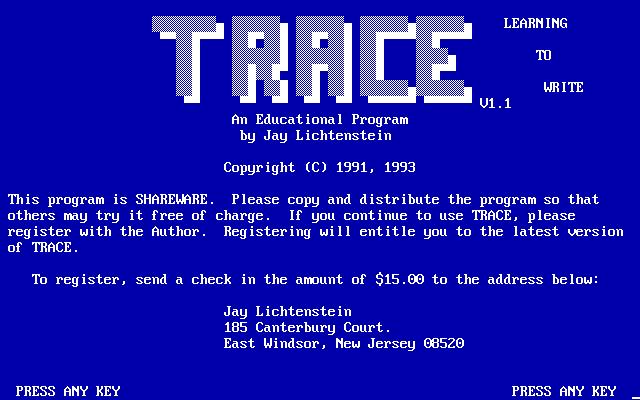 TRACE
LEARNING
TO
WRITE
V1.1
An Educational Program
by Jay Lichtenstein
Copyright (C) 1991, 1993
This program is SHAREWARE.  Please copy and distribute the program so that
others may try it free of charge.  If you continue to use TRACE, please
register with the Author.  Registering will entitle you to the latest version
of TRACE.
To register, send a check in the amount of $15.00 to the address below:
Jay Lichtenstein
185 Canterbury Court.
East Windsor, New Jersey 08520
PRESS ANY KEY
PRESS ANY KEY